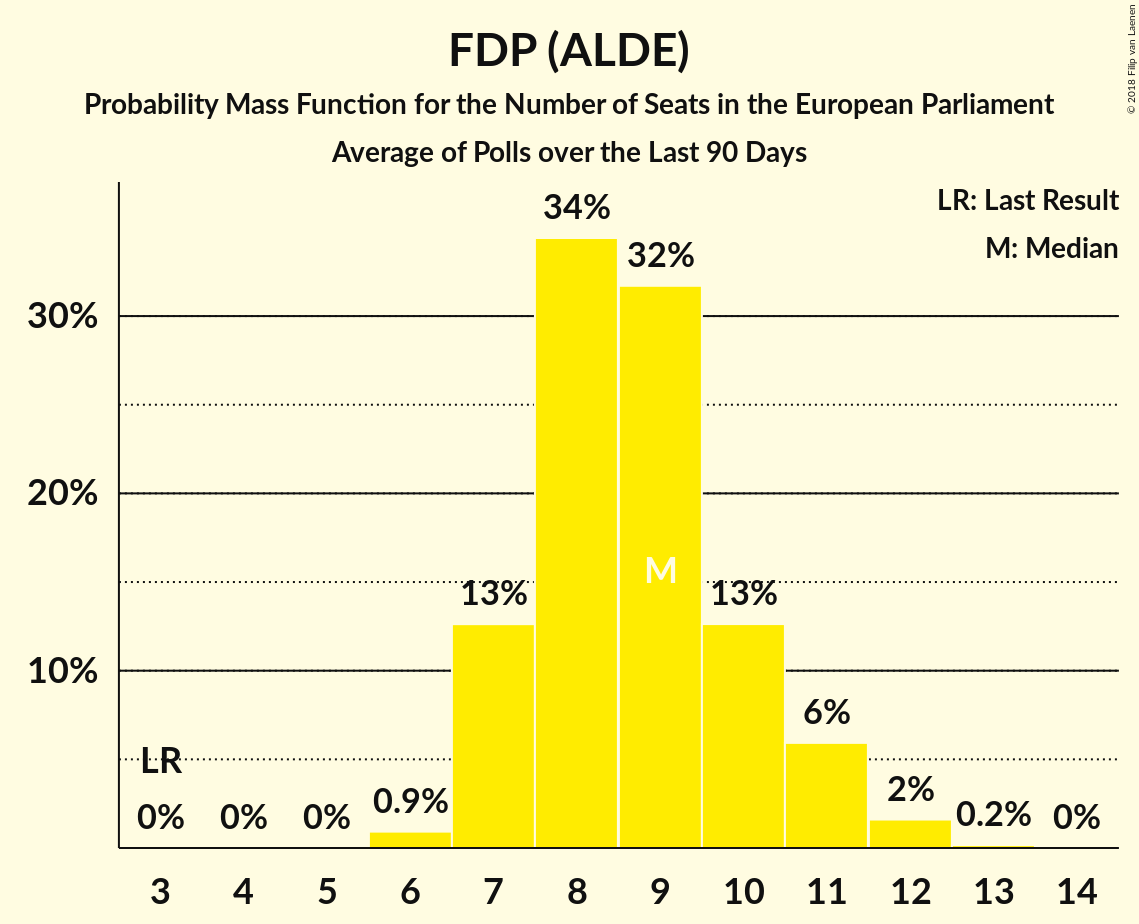 FDP (ALDE)
Probability Mass Function for the Number of Seats in the European Parliament
Average of Polls over the Last 90 Days
© 2018 Filip van Laenen
LR: Last Result
M: Median
34%
32%
30%
20%
M
13%
13%
10%
6%
LR
2%
0%
0%
0%
0.9%
0.2%
0%
3 4 5 6 7 8 9 10 11 12 13 14